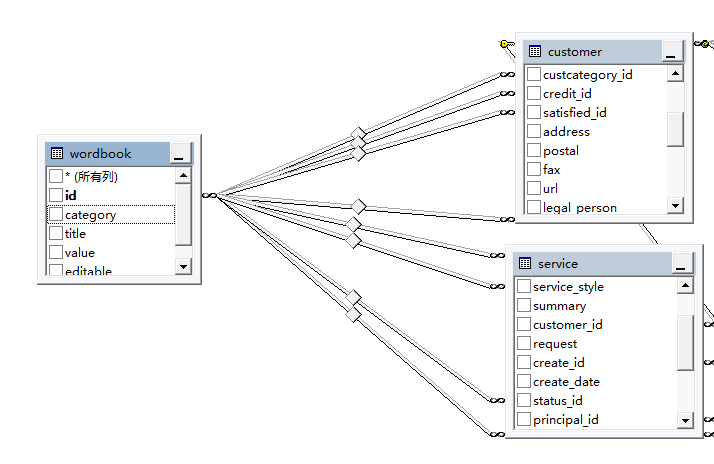 wordbook
* (所有列)
id
category
title
value
editable
customer
custcategory_id
credit_id
satisfied_id
address
postal
fax
url
legal_person
service
service_style
summary
customer_id
request
create_id
create_date
status_id
principal_id